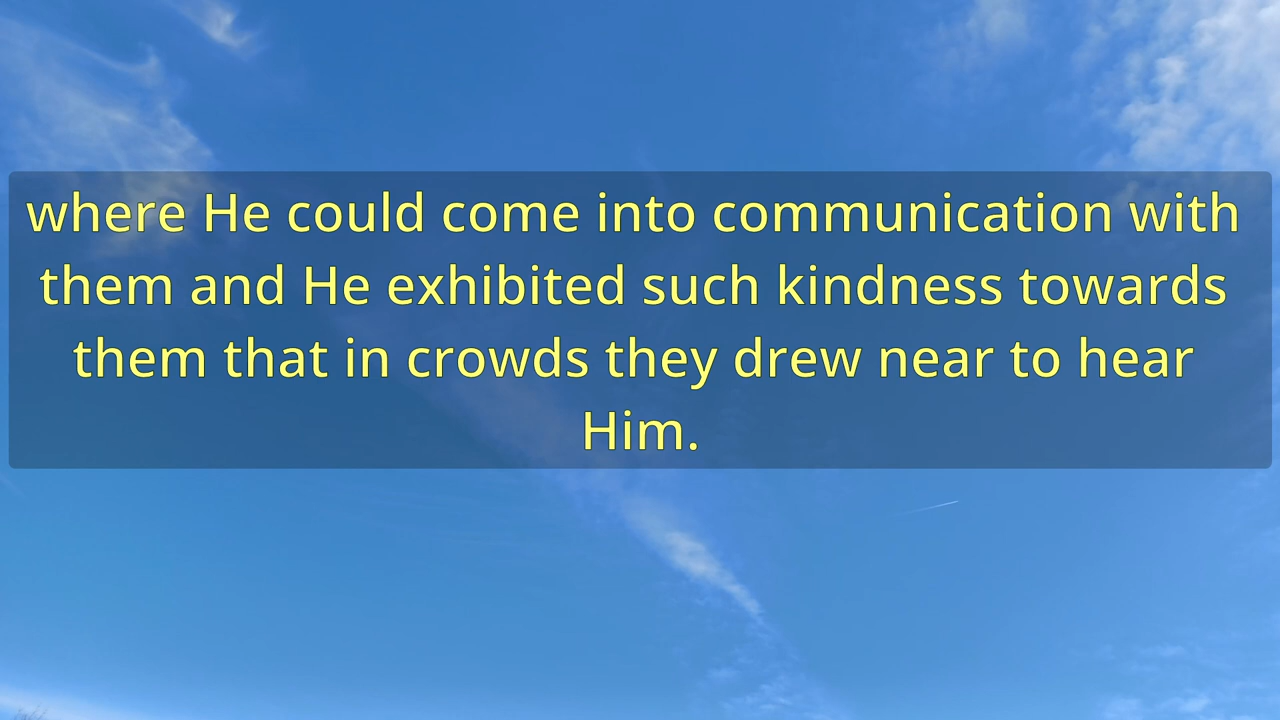 where He could come into communication with
them and He exhibited such kindness towards
them that in crowds they drew near to hear
Him.